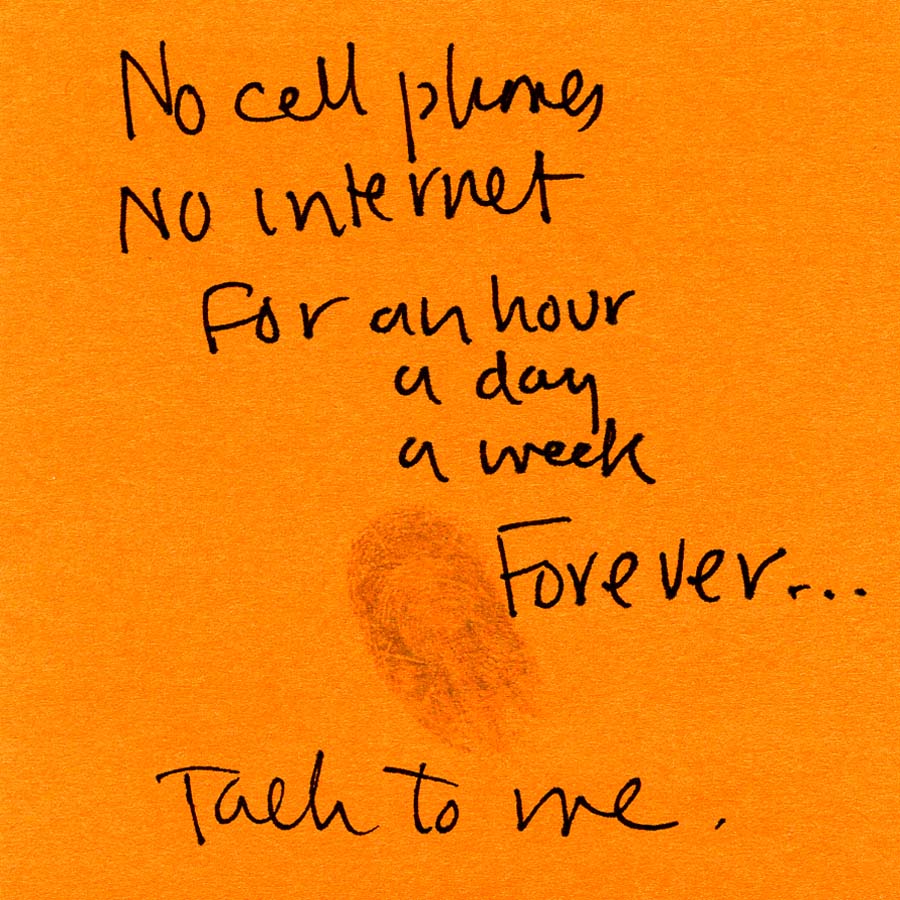 No cell phones
No internet
For an hour
a day
a week
Forever...
Talk to me.